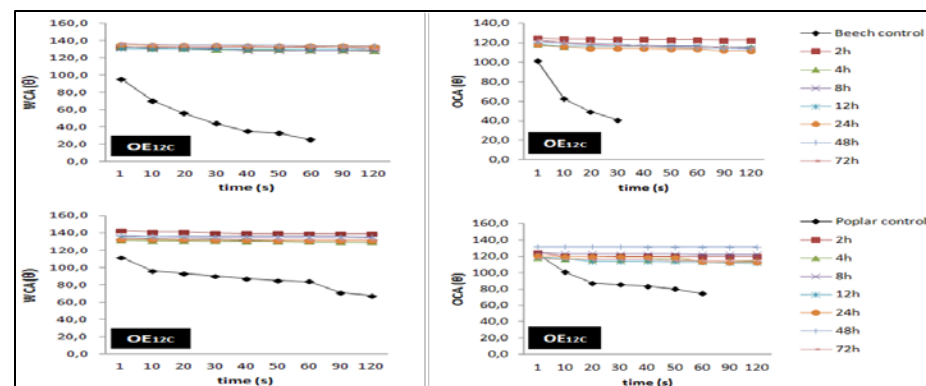 160,0
140,0
120,0
100,0
80,0
60,0
40,0
20,0
0,0
WCA(θ)
OE12C
1 10 20 30 40 50 60 90 120
time (s)
140,0
120,0
100,0
80,0
60,0
40,0
20,0
0,0
OCA(θ)
OE12C
1 10 20 30 40 50 60 90 120
time (s)
Beech control
2h
4h
8h
12h
24h
48h
72h
160,0
140,0
120,0
100,0
80,0
60,0
40,0
20,0
0,0
WCA(θ)
OE12C
1 10 20 30 40 50 60 90 120
time (s)
160,0
140,0
120,0
100,0
80,0
60,0
40,0
20,0
0,0
OCA(θ)
OE12C
1 10 20 30 40 50 60 90 120
time (s)
Poplar control
2h
4h
8h
12h
24h
48h
72h